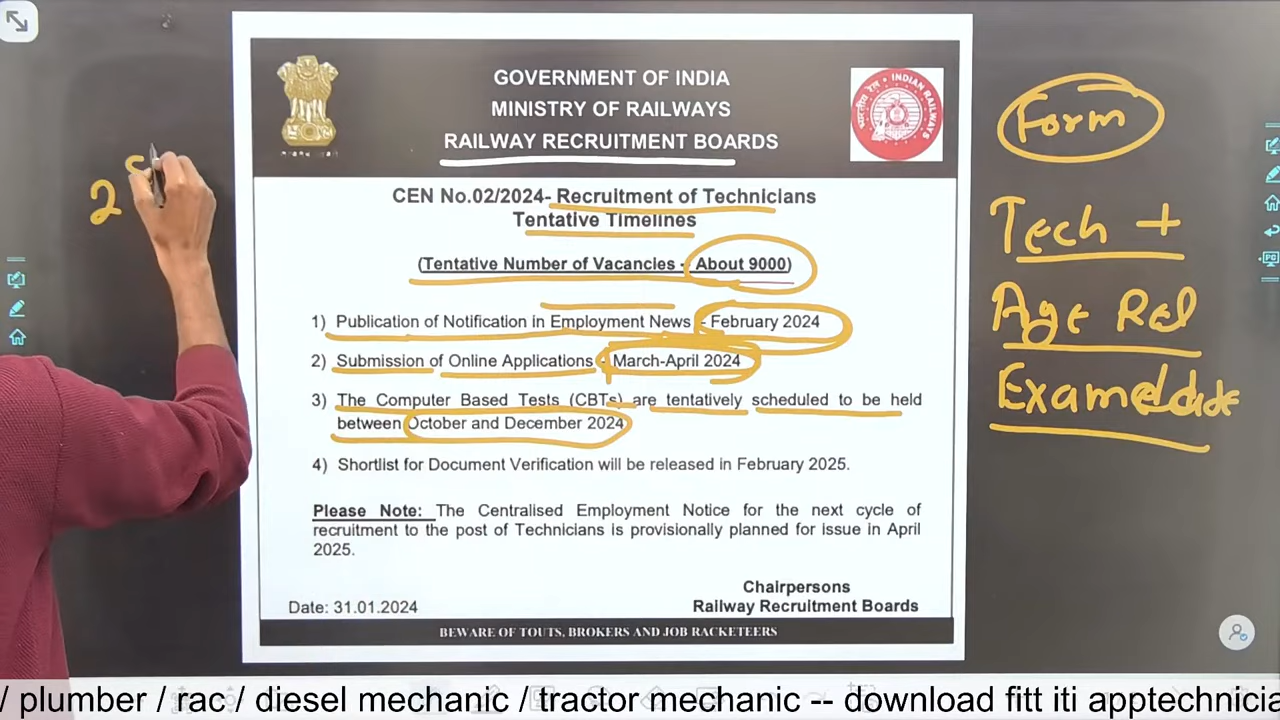 GOVERNMENT OF INDIA
MINISTRY OF RAILWAYS
RAILWAY RECRUITMENT BOARDS
INDIAN RAILWAYS
भारतीय रेल
CEN No.02/2024- Recruitment of Technicians
Tentative Timelines
(Tentative Number of Vacancies - About 9000)
1) Publication of Notification in Employment News - February 2024
2) Submission of Online Applications - March-April 2024
3) The Computer Based Tests (CBTs) are tentatively scheduled to be held
between October and December 2024
4) Shortlist for Document Verification will be released in February 2025.
Please Note: The Centralised Employment Notice for the next cycle of
recruitment to the post of Technicians is provisionally planned for issue in April
2025.
Chairpersons
Date: 31.01.2024 Railway Recruitment Boards
BEWARE OF TOUTS, BROKERS AND JOB RACKETEERS
2
Form
Tech +
Age Rel
Exam date
/ plumber / rac / diesel mechanic / tractor mechanic -- download fitt iti apptechnicia